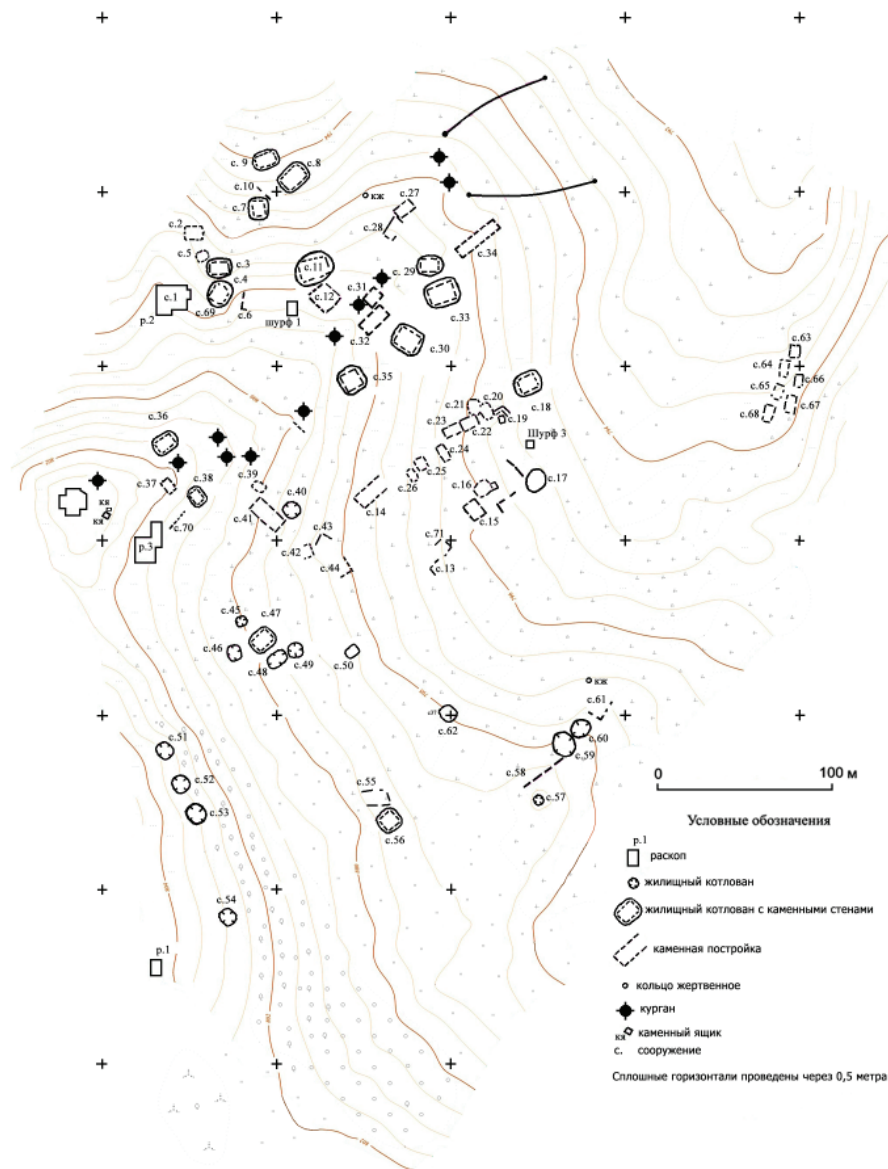 с. 9
с.8
с.10
с.7
кж
с.27
с.2
с.28
с.34
с.5
с.3
с.11
с. 29
с.4
с.31
с.1
с.12
с.33
р.2
с.69
с.6
шурф 1
с.32
с.30
с.63
с.64
с.35
с.66
с.65
с.18
с.67
с.68
с.21
с.20
с.36
с.23
с.19
с.22
Шурф 3
с.24
с.37
с.38
с.39
с.25
с.17
с.26
с.16
кя
кя
с.40
с.41
с.14
с.15
с.70
р.3
с.43
с.71
с.42
с.44
с.13
с.45
с.47
с.46
с.48
с.49
с.50
кж
с.61
с.62
с.60
с.51
с.59
с.52
с.58
с.55
с.53
с.57
с.56
с.54
р.1
0 100 м
Условные обозначения
р.1
раскоп
жилищный котлован
жилищный котлован с каменными стенами
каменная постройка
кольцо жертвенное
курган
кя каменный ящик
с. сооружение
Сплошные горизонтали проведены через 0,5 метра